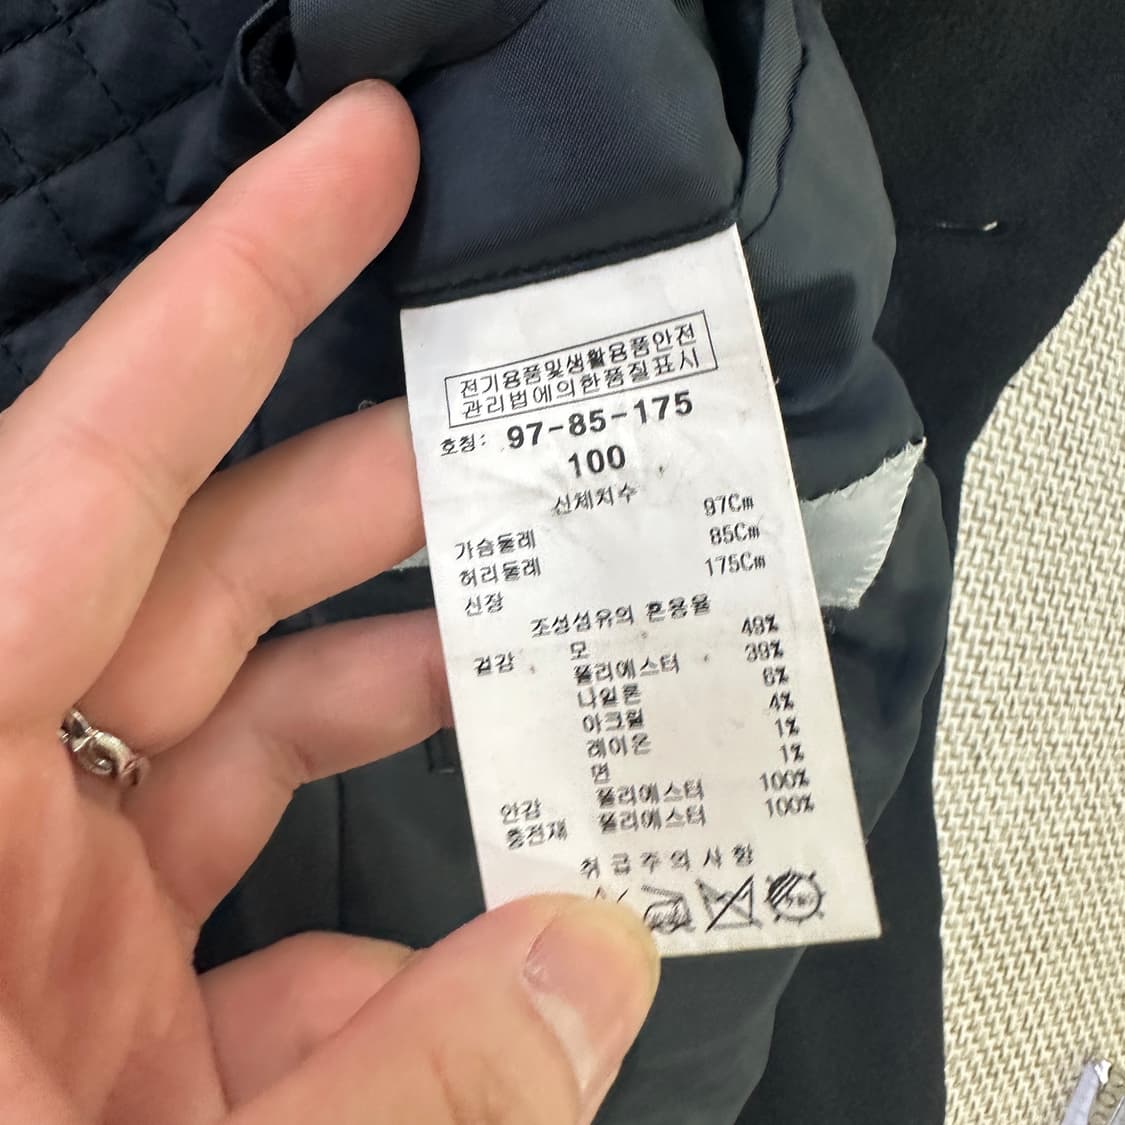 전기용품및생활용품안전
관리법에의한품질표시
호칭: 97-85-175
100
신체치수
가슴둘레 97Cm
허리둘레 85Cm
신장 175Cm
조성섬유의 혼용율
겉감 모 49%
폴리에스터 39%
나일론 6%
아크릴 4%
레이온 1%
면 1%
안감 폴리에스터 100%
충전재 폴리에스터 100%
취급주의사항